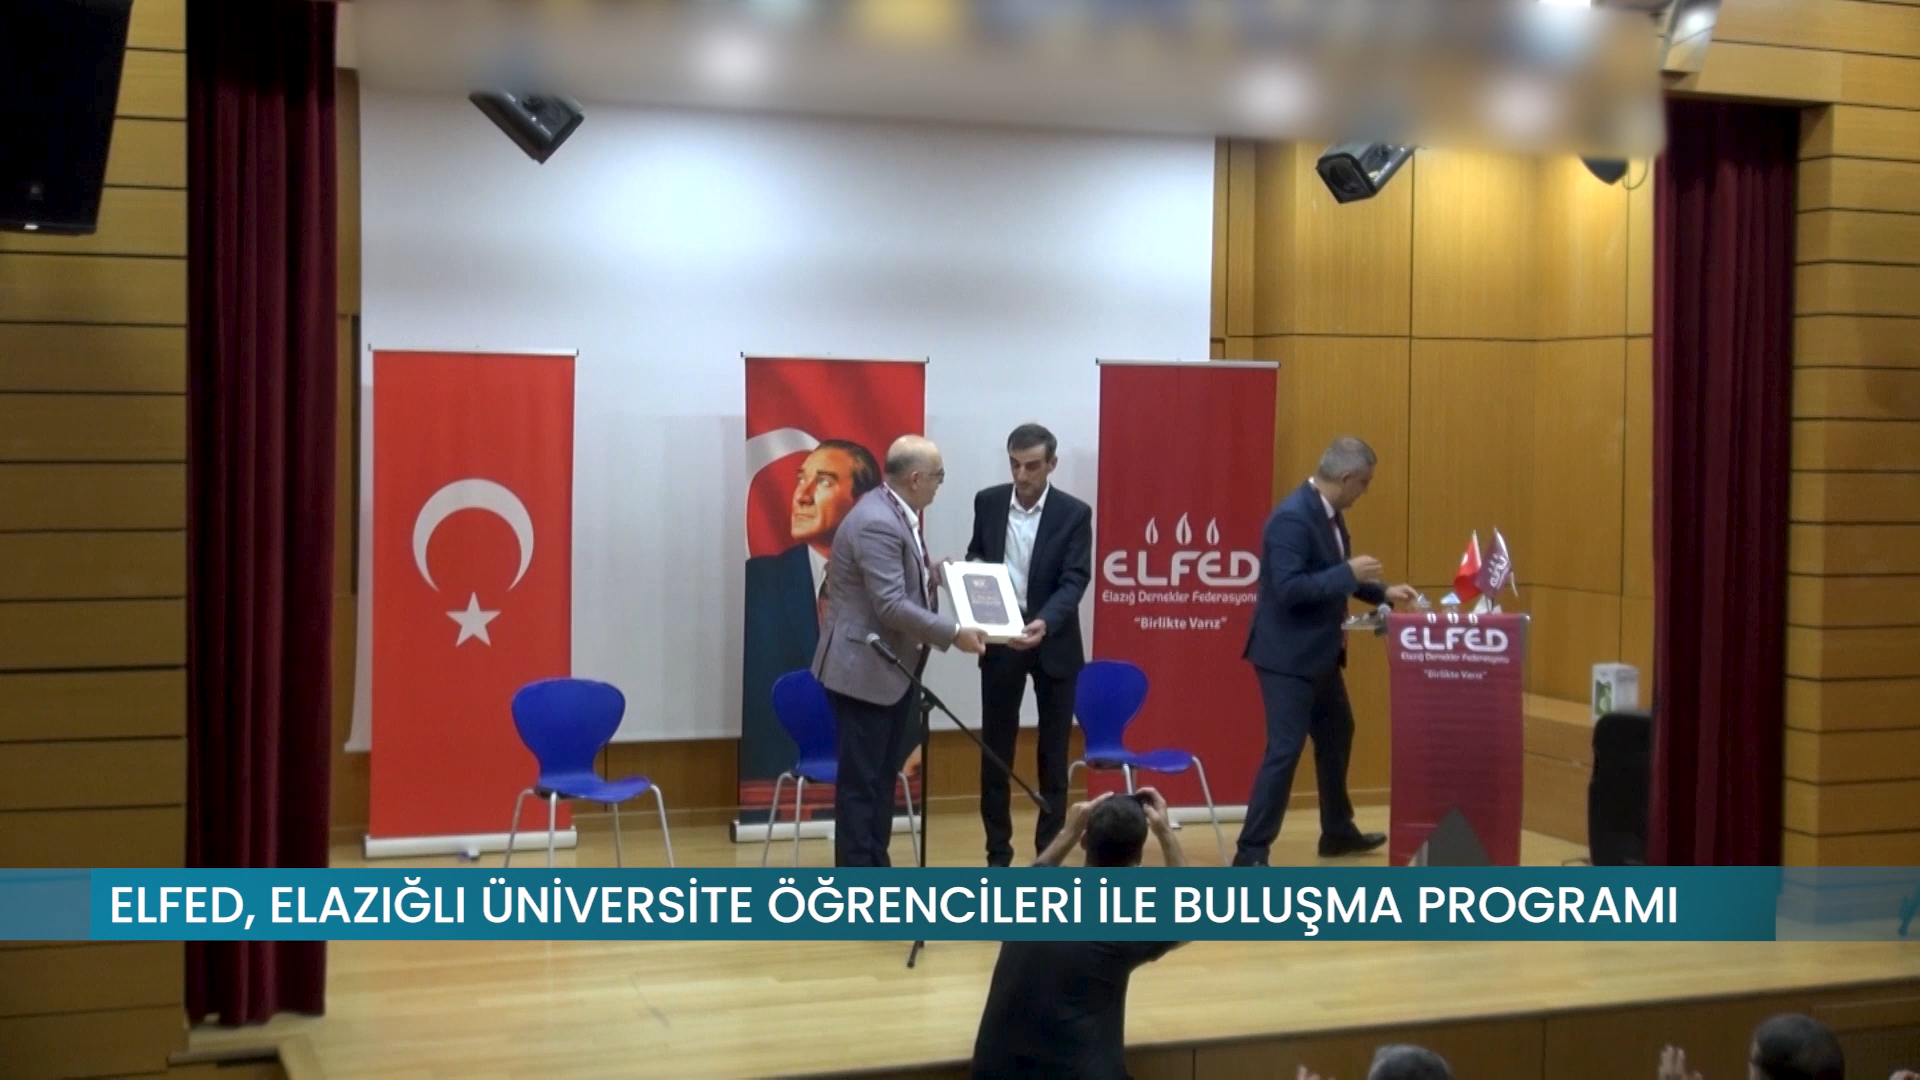 ELFED
Elazığ Dernekler Federasyonu
"Birlikte Varız"
ELFED
Elazığ Dernekler Federasyonu
"Birlikte Varız"
ELFED, ELAZIĞLI ÜNİVERSİTE ÖĞRENCİLERİ İLE BULUŞMA PROGRAMI